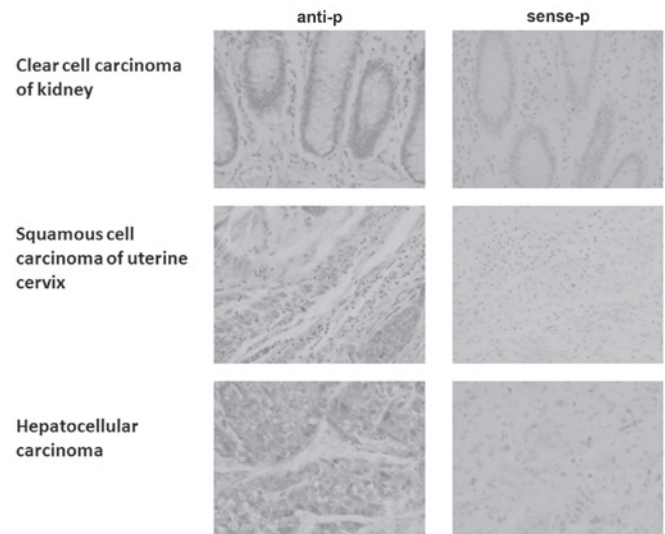 anti-p
sense-p
Clear cell carcinoma
of kidney
Squamous cell
carcinoma of uterine
cervix
Hepatocellular
carcinoma